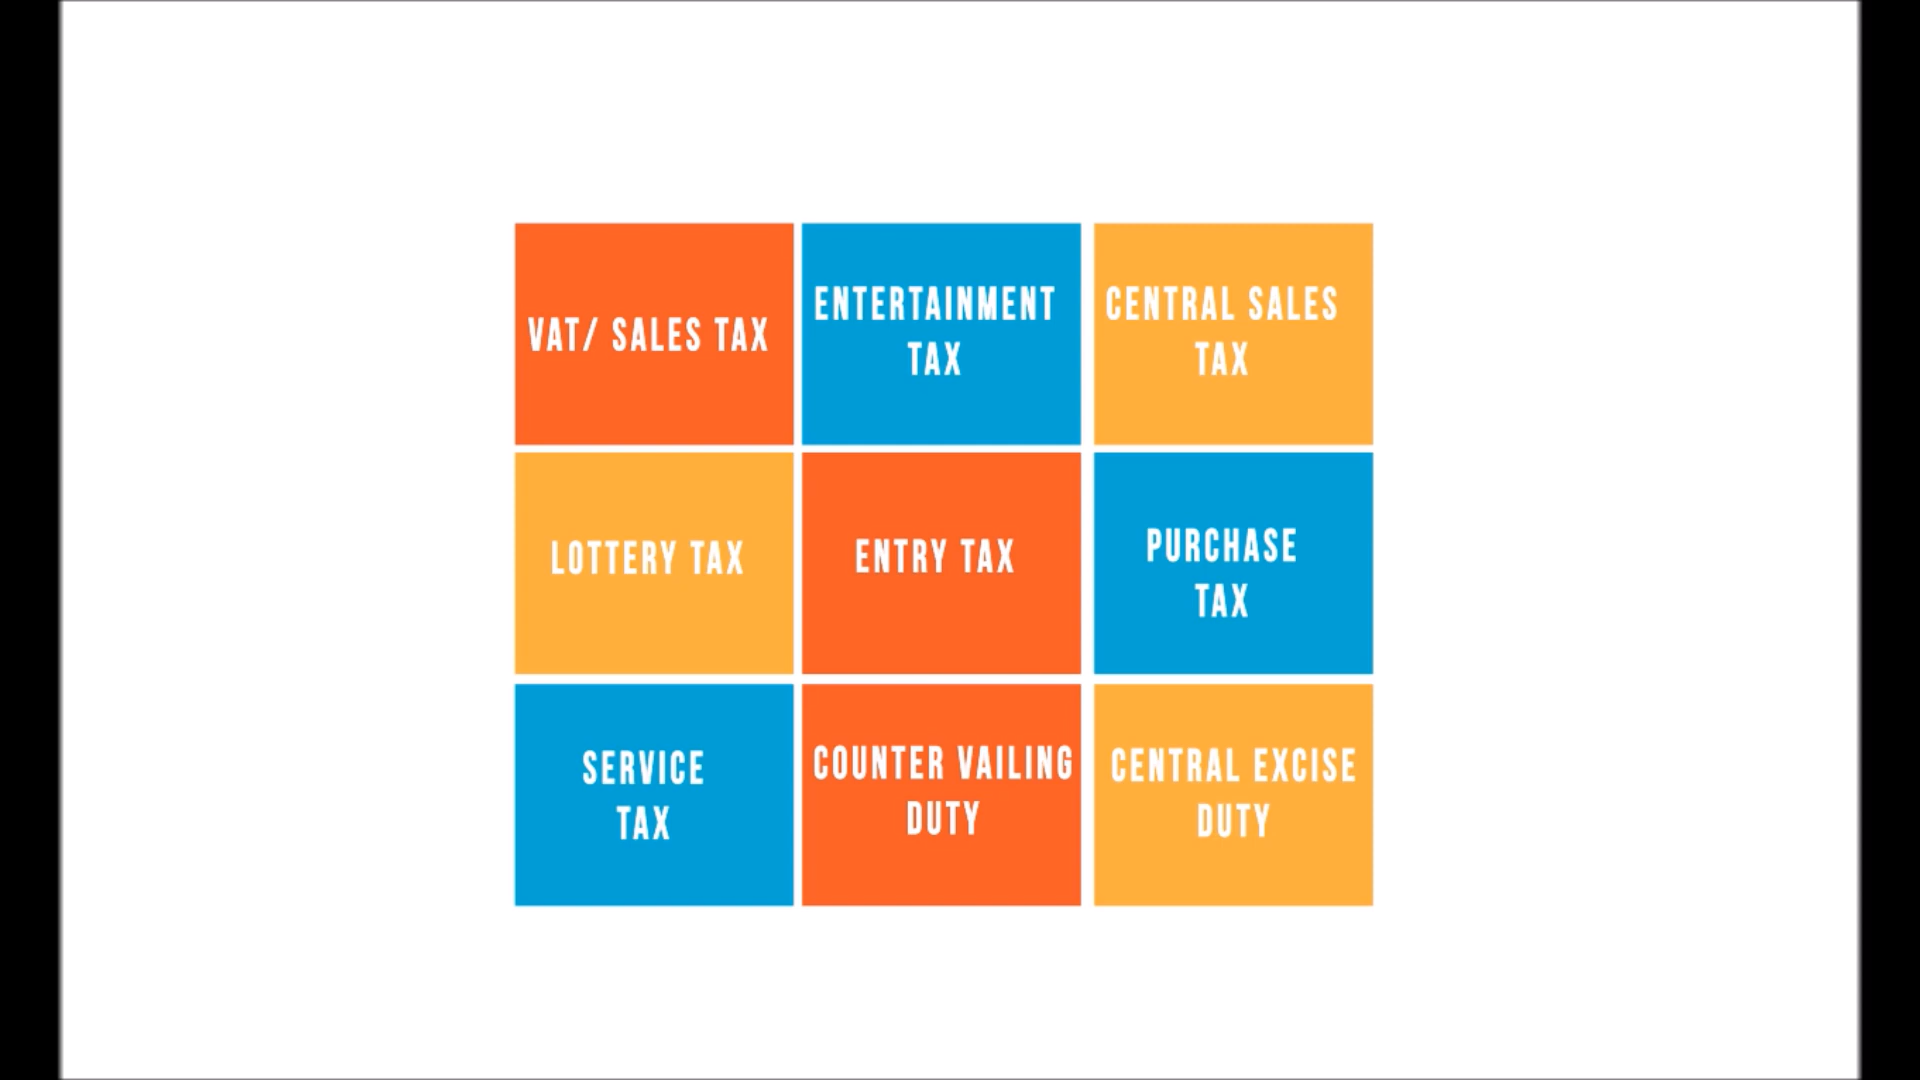 VAT/ SALES TAX
ENTERTAINMENT
TAX
CENTRAL SALES
TAX
LOTTERY TAX
ENTRY TAX
PURCHASE
TAX
SERVICE
TAX
COUNTER VAILING
DUTY
CENTRAL EXCISE
DUTY